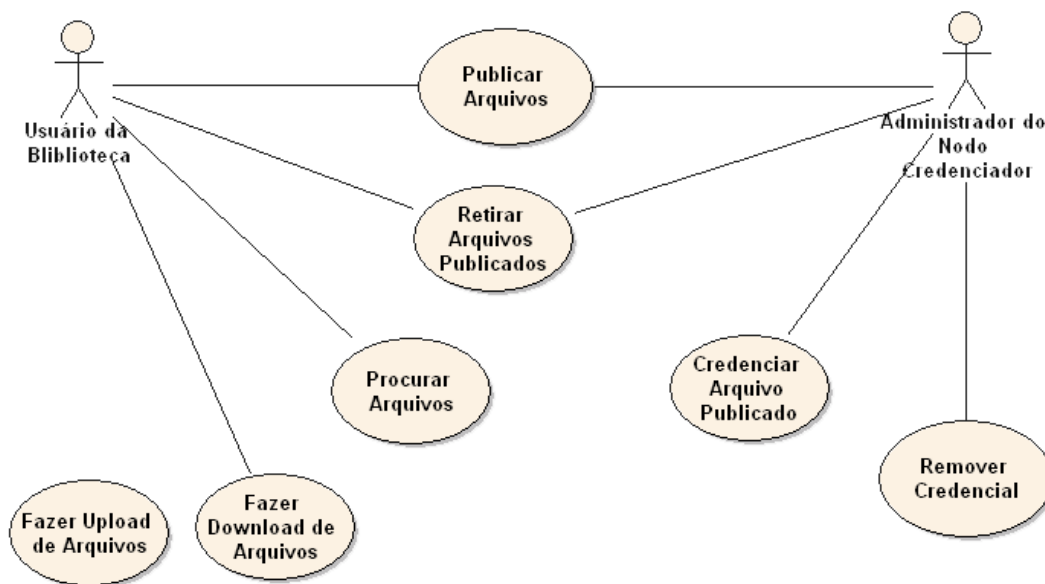 Publicar
Arquivos
Usuário da
Bliblioteca
Administrador do
Nodo
Credenciador
Retirar
Arquivos
Publicados
Procurar
Arquivos
Credenciar
Arquivo
Publicado
Remover
Credencial
Fazer Upload
de Arquivos
Fazer
Download de
Arquivos